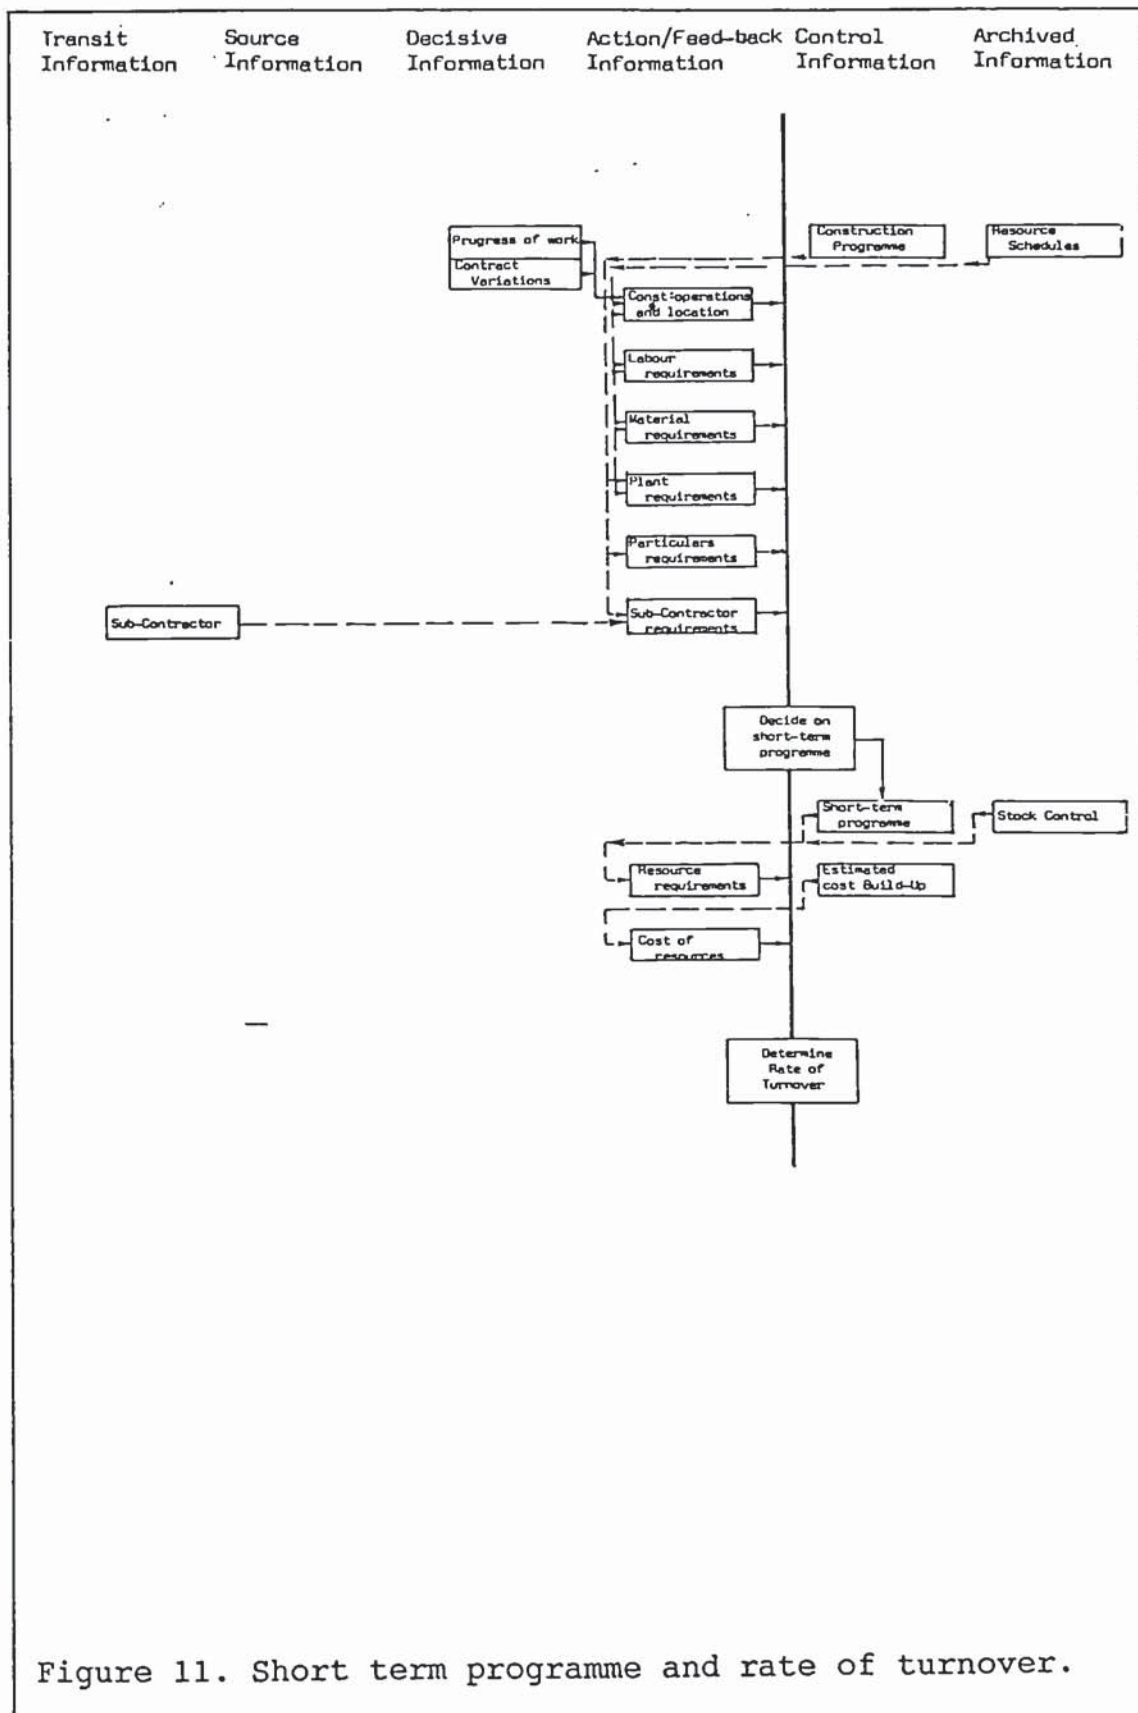 Transit
Information
Source
Information
Decisive
Information
Action/Feed-back
Information
Control
Information
Archived
Information
Progress of work
Contract
Variations
Construction
Programme
Resource
Schedules
Const:operations
and location
Labour
requirements
Material
requirements
Plant
requirements
Particulars
requirements
Sub-Contractor
Sub-Contractor
requirements
Decide on
short-term
programme
Short-term
programme
Stock Control
Resource
requirements
Estimated
cost Build-Up
Cost of
resources
Determine
Rate of
Turnover
Figure 11. Short term programme and rate of turnover.